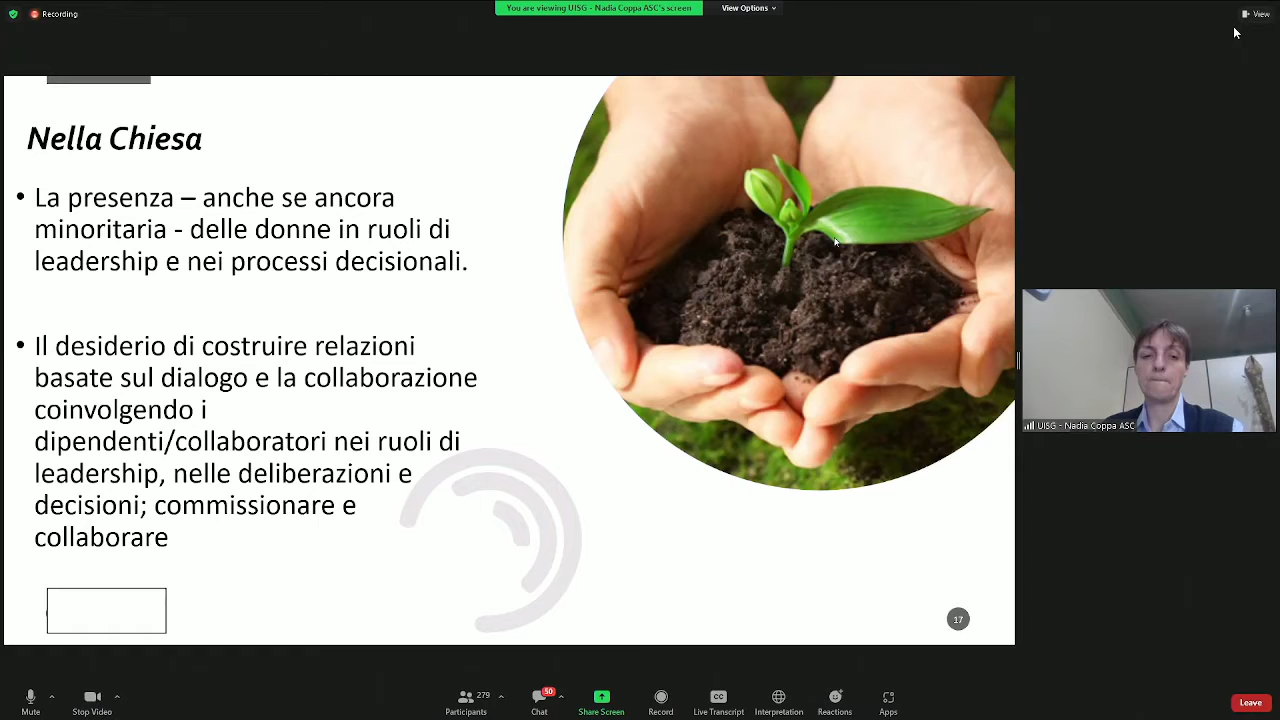 Recording
You are viewing UISG - Nadia Coppa ASC's screen
View Options
View
Nella Chiesa
• La presenza – anche se ancora
minoritaria - delle donne in ruoli di
leadership e nei processi decisionali.
• Il desiderio di costruire relazioni
basate sul dialogo e la collaborazione
coinvolgendo i
dipendenti/collaboratori nei ruoli di
leadership, nelle deliberazioni e
decisioni; commissionare e
collaborare
17
UISG - Nadia Coppa ASC
Mute
Stop Video
Participants
279
Chat
50
Share Screen
Record
CC
Live Transcript
Interpretation
Reactions
Apps
Leave